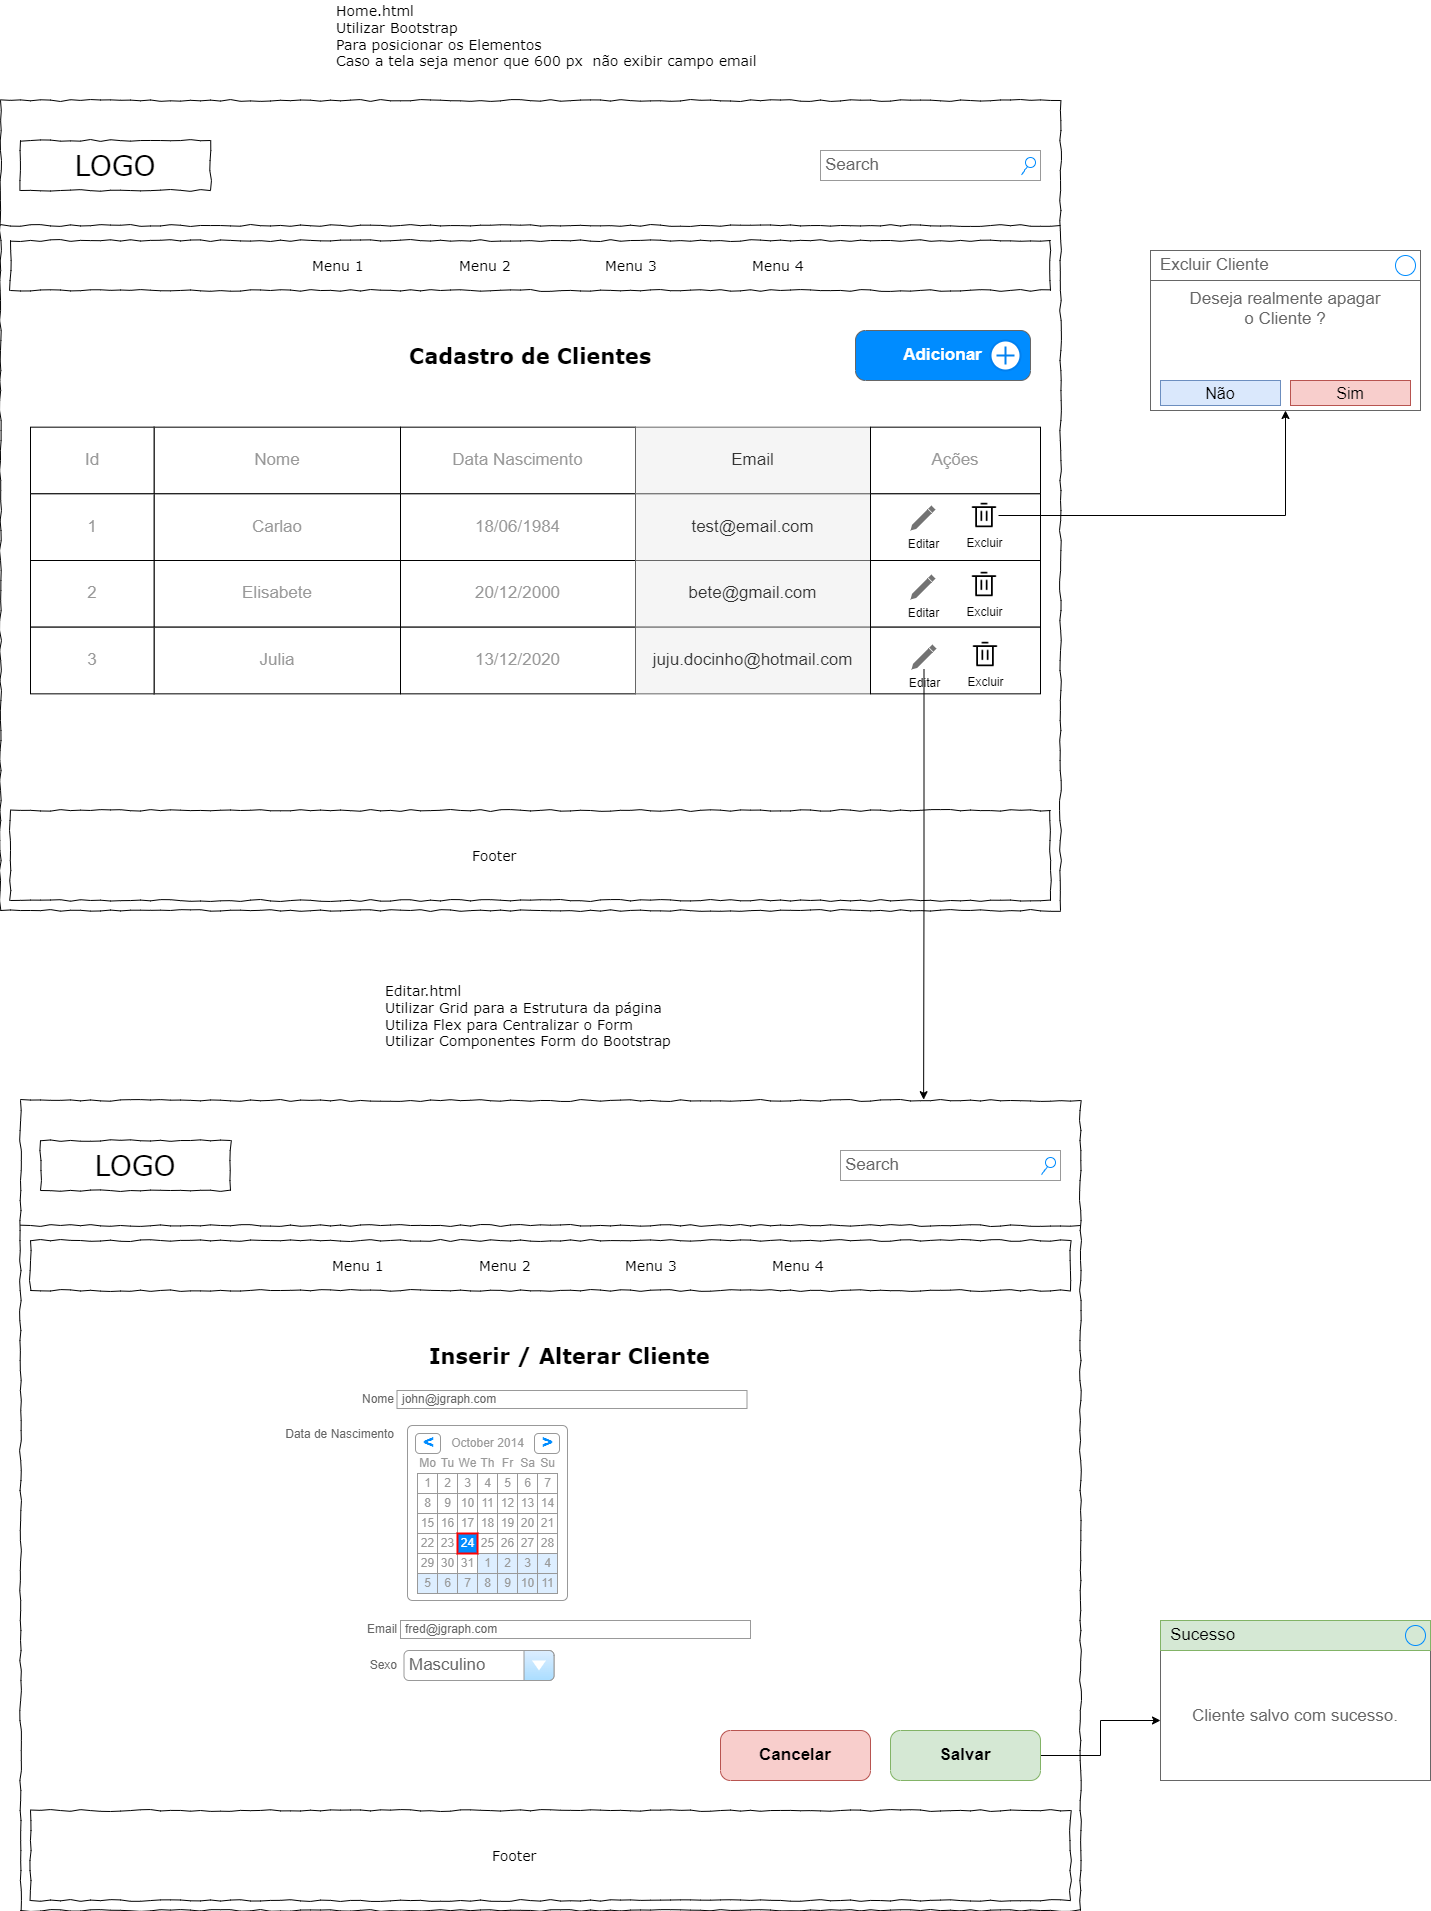 Home.html
Utilizar Bootstrap
Para posicionar os Elementos
Caso a tela seja menor que 600 px  não exibir campo email
LOGO
Search
Menu 1 Menu 2 Menu 3 Menu 4
Excluir Cliente
Deseja realmente apagar
o Cliente ?
Não Sim
Cadastro de Clientes
Adicionar
Id Nome Data Nascimento Email Ações
1 Carlao 18/06/1984 test@email.com
Editar Excluir
2 Elisabete 20/12/2000 bete@gmail.com
Editar Excluir
3 Julia 13/12/2020 juju.docinho@hotmail.com
Editar Excluir
Footer
Editar.html
Utilizar Grid para a Estrutura da página
Utiliza Flex para Centralizar o Form
Utilizar Componentes Form do Bootstrap
LOGO
Search
Menu 1 Menu 2 Menu 3 Menu 4
Inserir / Alterar Cliente
Nome john@jgraph.com
Data de Nascimento
< October 2014 >
Mo Tu We Th Fr Sa Su
1 2 3 4 5 6 7
8 9 10 11 12 13 14
15 16 17 18 19 20 21
22 23 24 25 26 27 28
29 30 31 1 2 3 4
5 6 7 8 9 10 11
Email fred@jgraph.com
Sexo Masculino
Sucesso
Cliente salvo com sucesso.
Cancelar Salvar
Footer